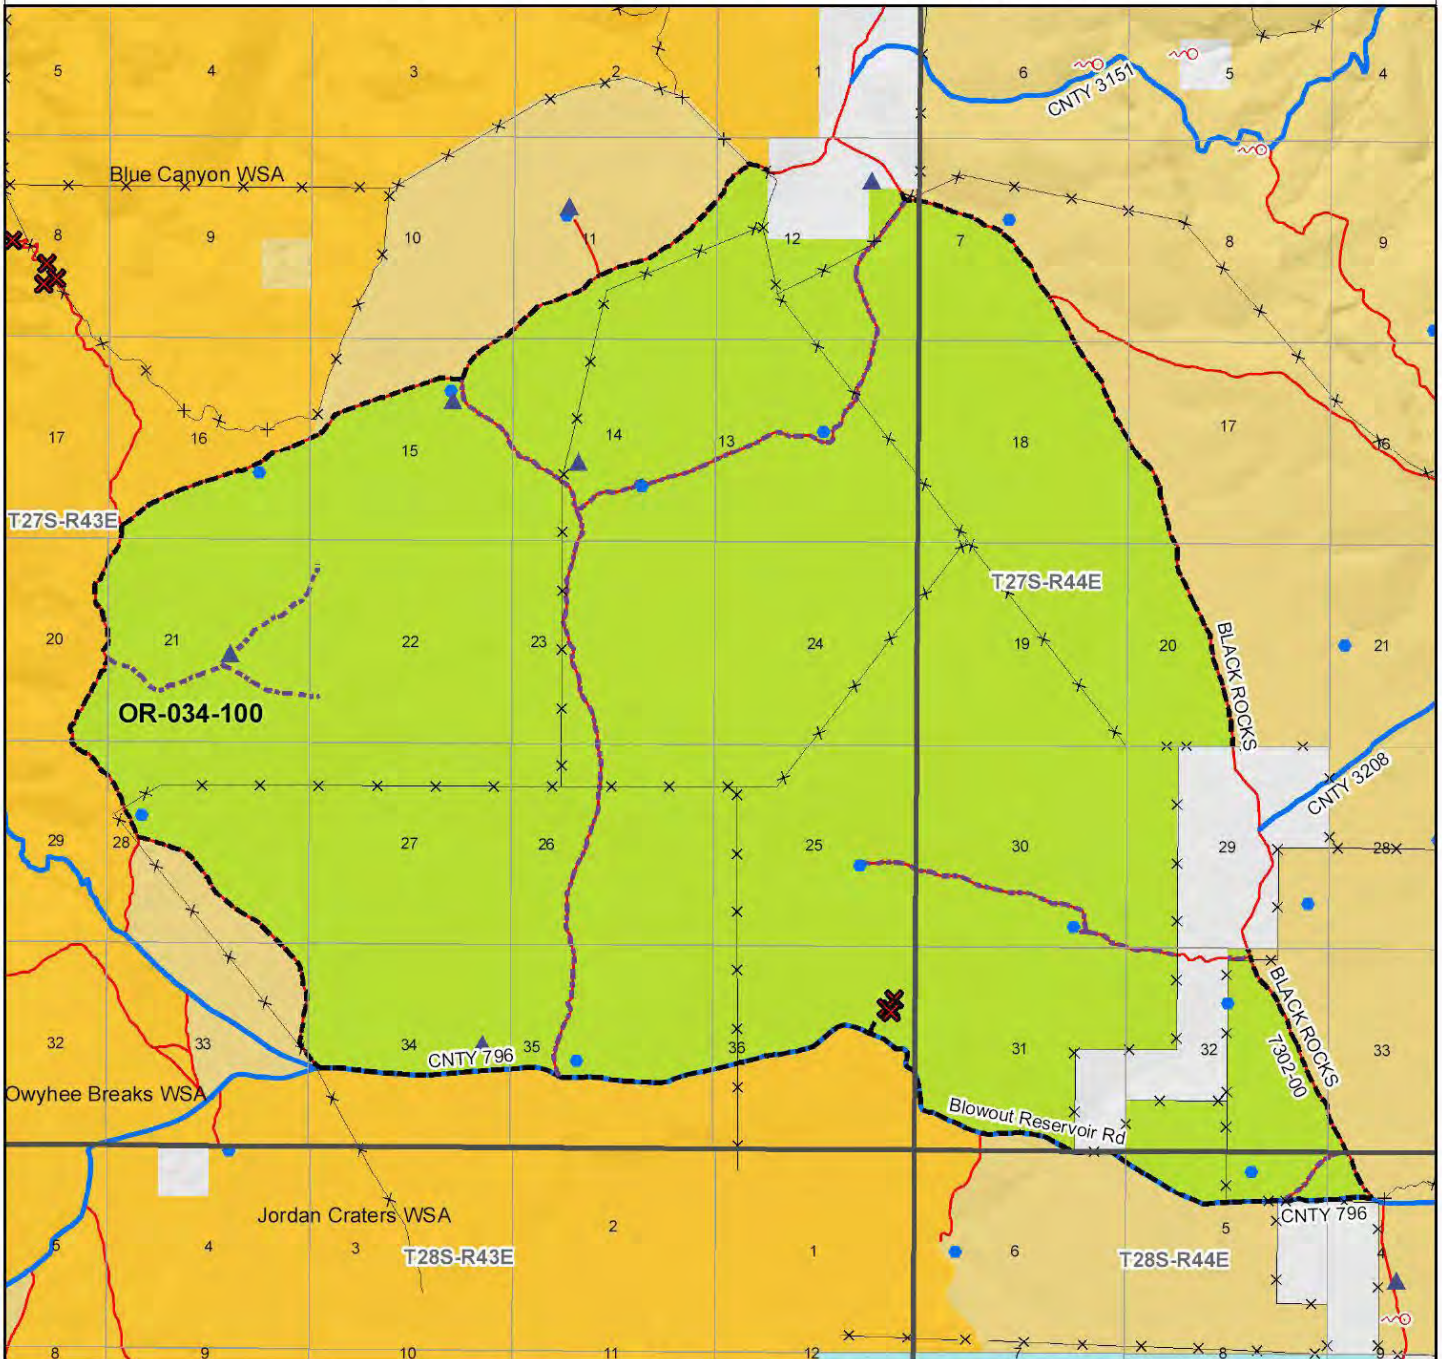 5 4 3 2 1 6 5 4
CNTY 3151
Blue Canyon WSA
8 9 10 11 12 7 8 9
17 16 15 14 13 18 17 16
T27S-R43E
T27S-R44E
20 21 22 23 24 19 20 21
BLACK ROCKS
OR-034-100
CNTY 3208
29 28 27 26 25 30 29 28
BLACK ROCKS
7302-00
32 33 34 35 36 31 32 33
CNTY 796
Owyhee Breaks WSA
Blowout Reservoir Rd
CNTY 796
Jordan Craters WSA
5 4 3 2 1 6 5 4
T28S-R43E
T28S-R44E
8 9 10 11 12 7 8 9